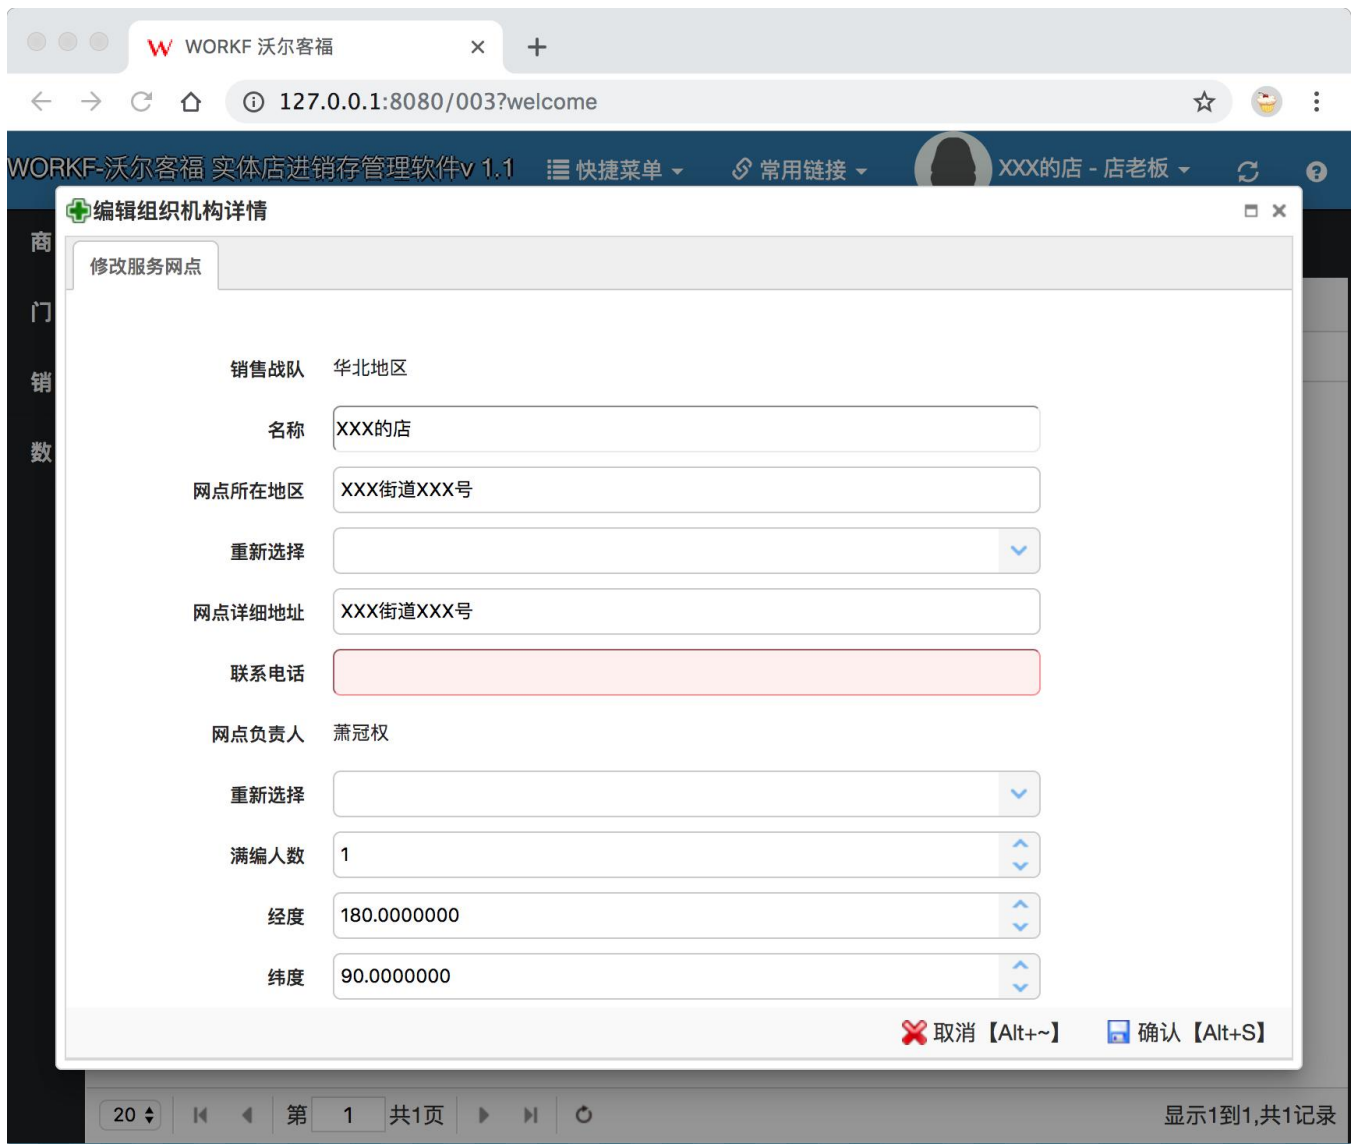 WORKF 沃尔客福
127.0.0.1:8080/003?welcome
WORKF-沃尔客福 实体店进销存管理软件v 1.1 快捷菜单 常用链接 XXX的店 - 店老板
编辑组织机构详情
商
修改服务网点
门
销售战队 华北地区
销
名称 XXX的店
数
网点所在地区 XXX街道XXX号
重新选择
网点详细地址 XXX街道XXX号
联系电话
网点负责人 萧冠权
重新选择
满编人数 1
经度 180.0000000
纬度 90.0000000
取消【Alt+~】 确认【Alt+S】
20 第 1 共1页 显示1到1,共1记录